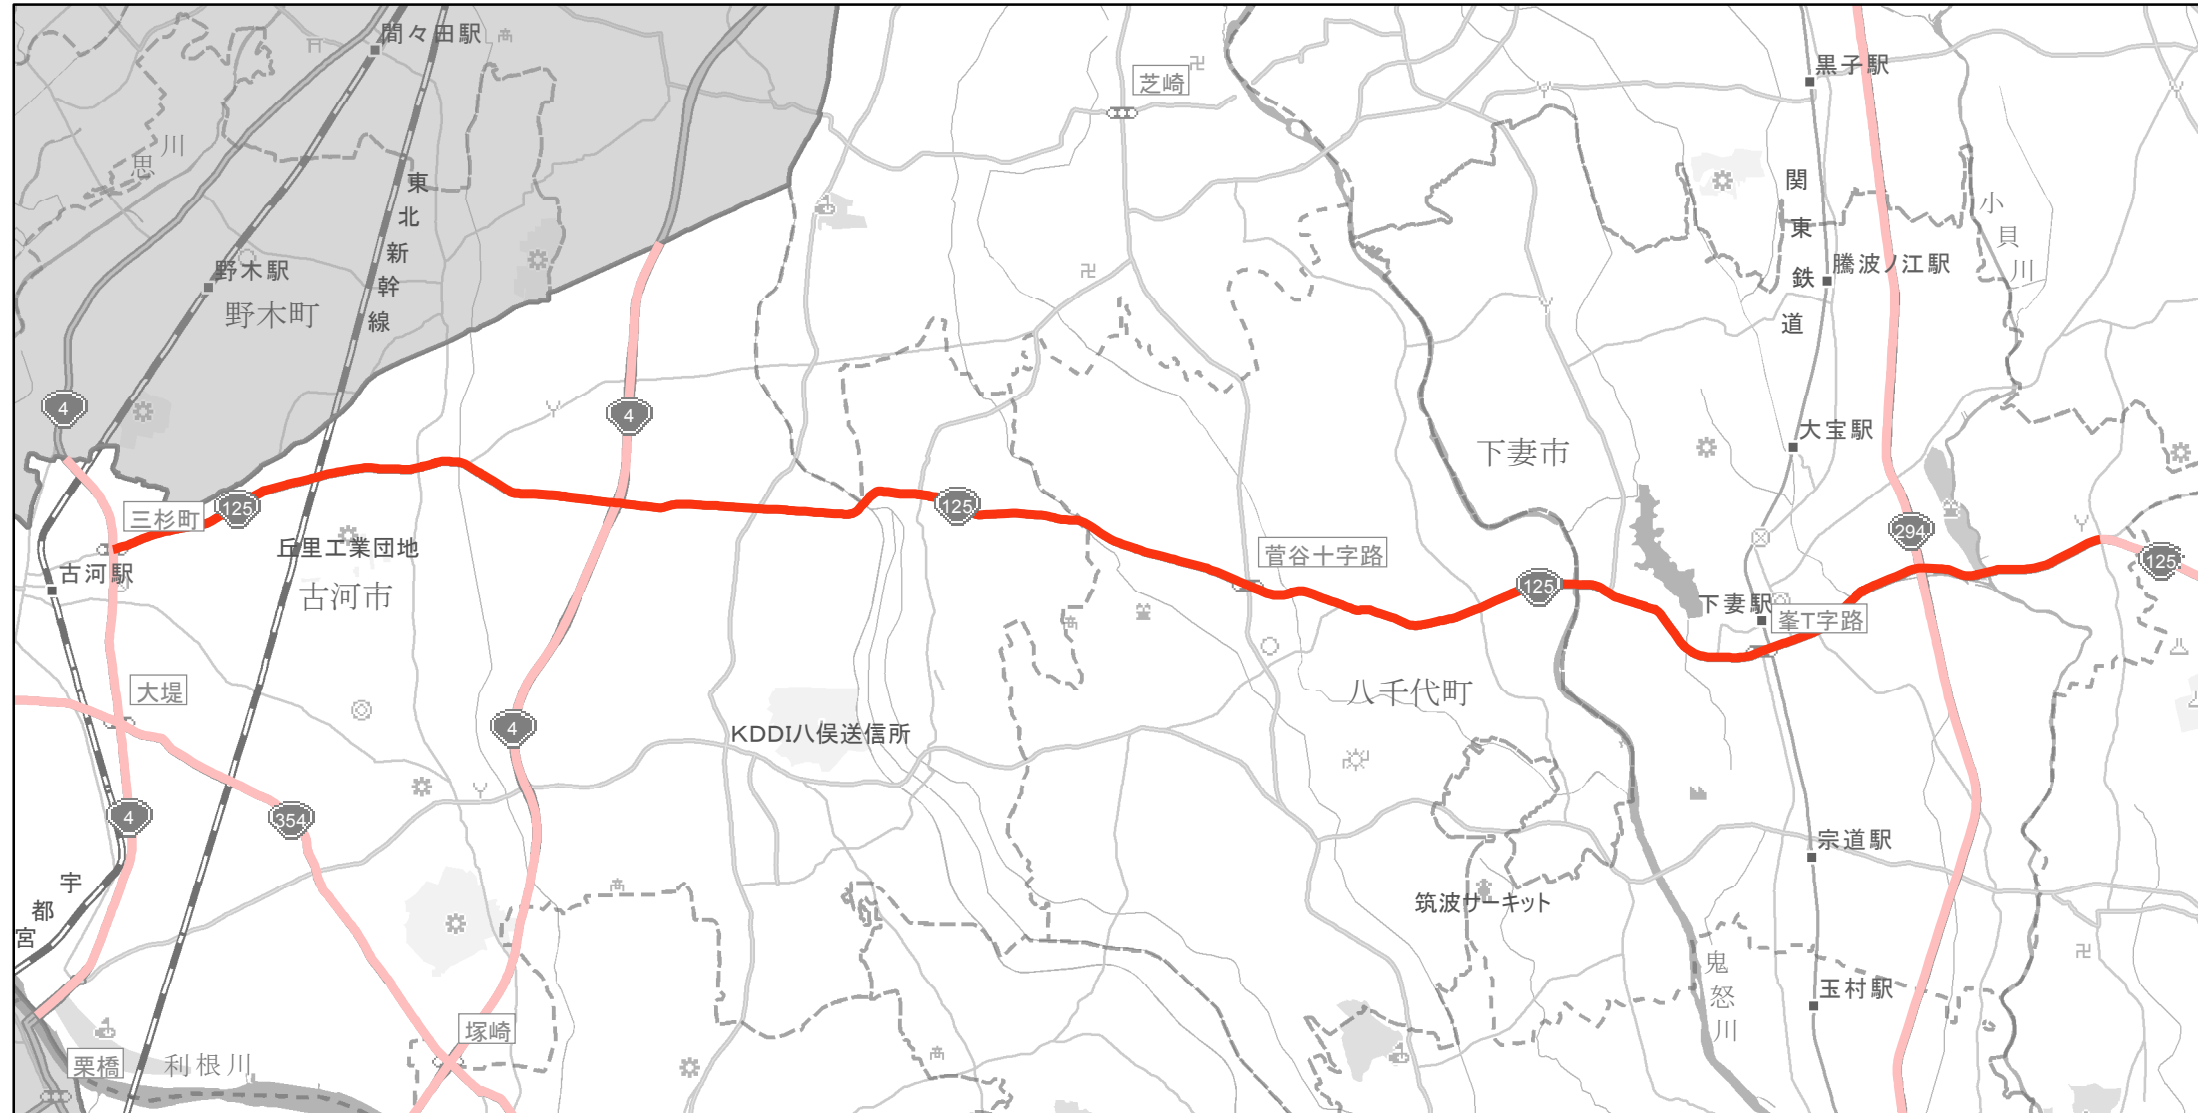 間々田駅
思川
東北新幹線
野木駅
野木町
4
4
芝崎
黒子駅
関東鉄道
騰波ノ江駅
小貝川
大宝駅
下妻市
三杉町
125
125
丘里工業団地
古河駅
古河市
菅谷十字路
125
294
125
下妻駅
峯T字路
大堤
八千代町
4
KDDI八俣送信所
4
354
宗道駅
宇都宮
筑波サーキット
鬼怒川
玉村駅
塚崎
栗橋
利根川